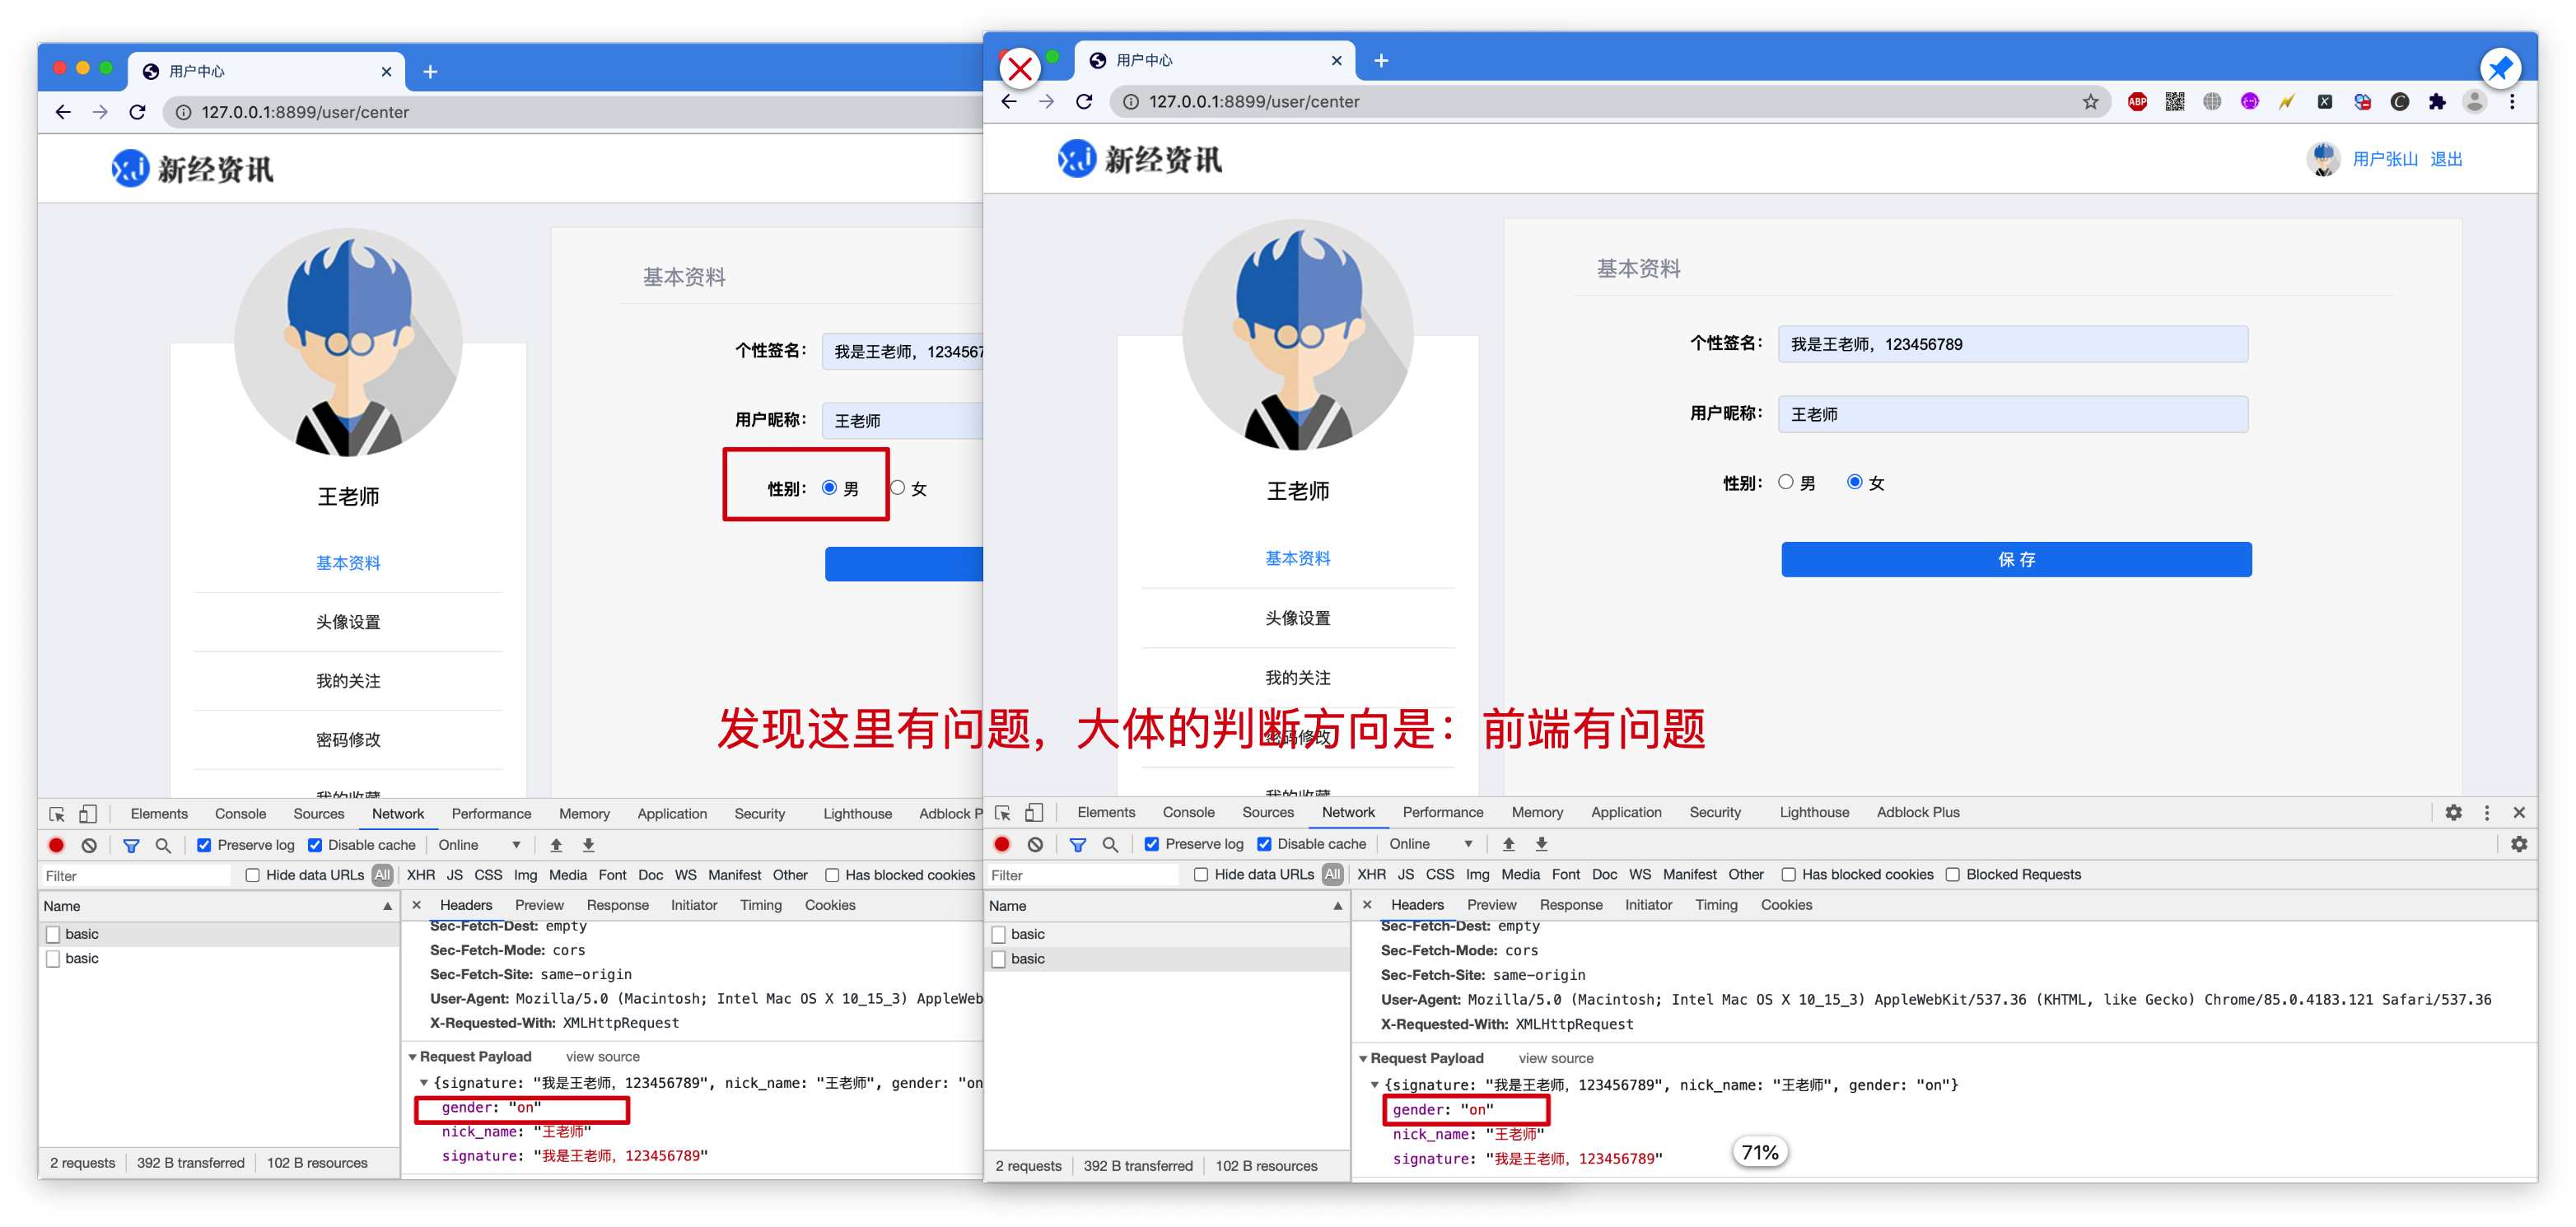 用户中心
127.0.0.1:8899/user/center
新经资讯
基本资料
个性签名：
我是王老师，1234567
用户昵称：
王老师
性别：
男
女
王老师
基本资料
头像设置
我的关注
密码修改
我的收藏
Elements Console Sources Network Performance Memory Application Security Lighthouse Adblock P
Preserve log Disable cache Online
Filter Hide data URLs All XHR JS CSS Img Media Font Doc WS Manifest Other Has blocked cookies
Name
basic
basic
2 requests 392 B transferred 102 B resources
Headers Preview Response Initiator Timing Cookies
Sec-Fetch-Dest: empty
Sec-Fetch-Mode: cors
Sec-Fetch-Site: same-origin
User-Agent: Mozilla/5.0 (Macintosh; Intel Mac OS X 10_15_3) AppleWeb
X-Requested-With: XMLHttpRequest
Request Payload view source
{signature: "我是王老师，123456789", nick_name: "王老师", gender: "on
gender: "on"
nick_name: "王老师"
signature: "我是王老师，123456789"
用户中心
127.0.0.1:8899/user/center
ABP
新经资讯
用户张山 退出
基本资料
个性签名：
我是王老师，123456789
用户昵称：
王老师
性别：
男
女
保 存
王老师
基本资料
头像设置
我的关注
密码修改
我的收藏
发现这里有问题，大体的判断方向是：前端有问题
Elements Console Sources Network Performance Memory Application Security Lighthouse Adblock Plus
Preserve log Disable cache Online
Filter Hide data URLs All XHR JS CSS Img Media Font Doc WS Manifest Other Has blocked cookies Blocked Requests
Name
basic
basic
2 requests 392 B transferred 102 B resources
Headers Preview Response Initiator Timing Cookies
Sec-Fetch-Dest: empty
Sec-Fetch-Mode: cors
Sec-Fetch-Site: same-origin
User-Agent: Mozilla/5.0 (Macintosh; Intel Mac OS X 10_15_3) AppleWebKit/537.36 (KHTML, like Gecko) Chrome/85.0.4183.121 Safari/537.36
X-Requested-With: XMLHttpRequest
Request Payload view source
{signature: "我是王老师，123456789", nick_name: "王老师", gender: "on"}
gender: "on"
nick_name: "王老师"
signature: "我是王老师，123456789"
71%